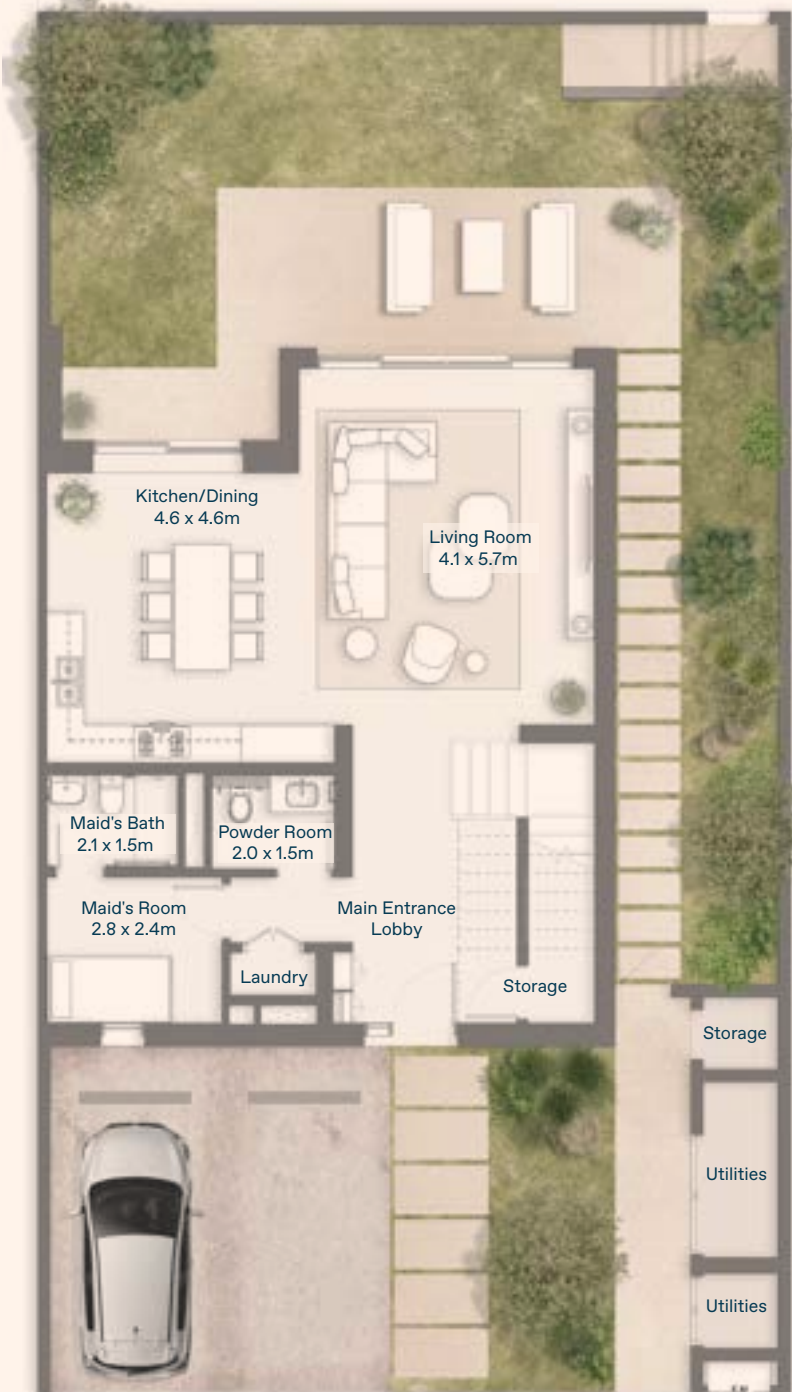 Kitchen/Dining
4.6 x 4.6m
Living Room
4.1 x 5.7m
Maid's Bath
2.1 x 1.5m
Powder Room
2.0 x 1.5m
Maid's Room
2.8 x 2.4m
Main Entrance
Lobby
Laundry
Storage
Storage
Utilities
Utilities